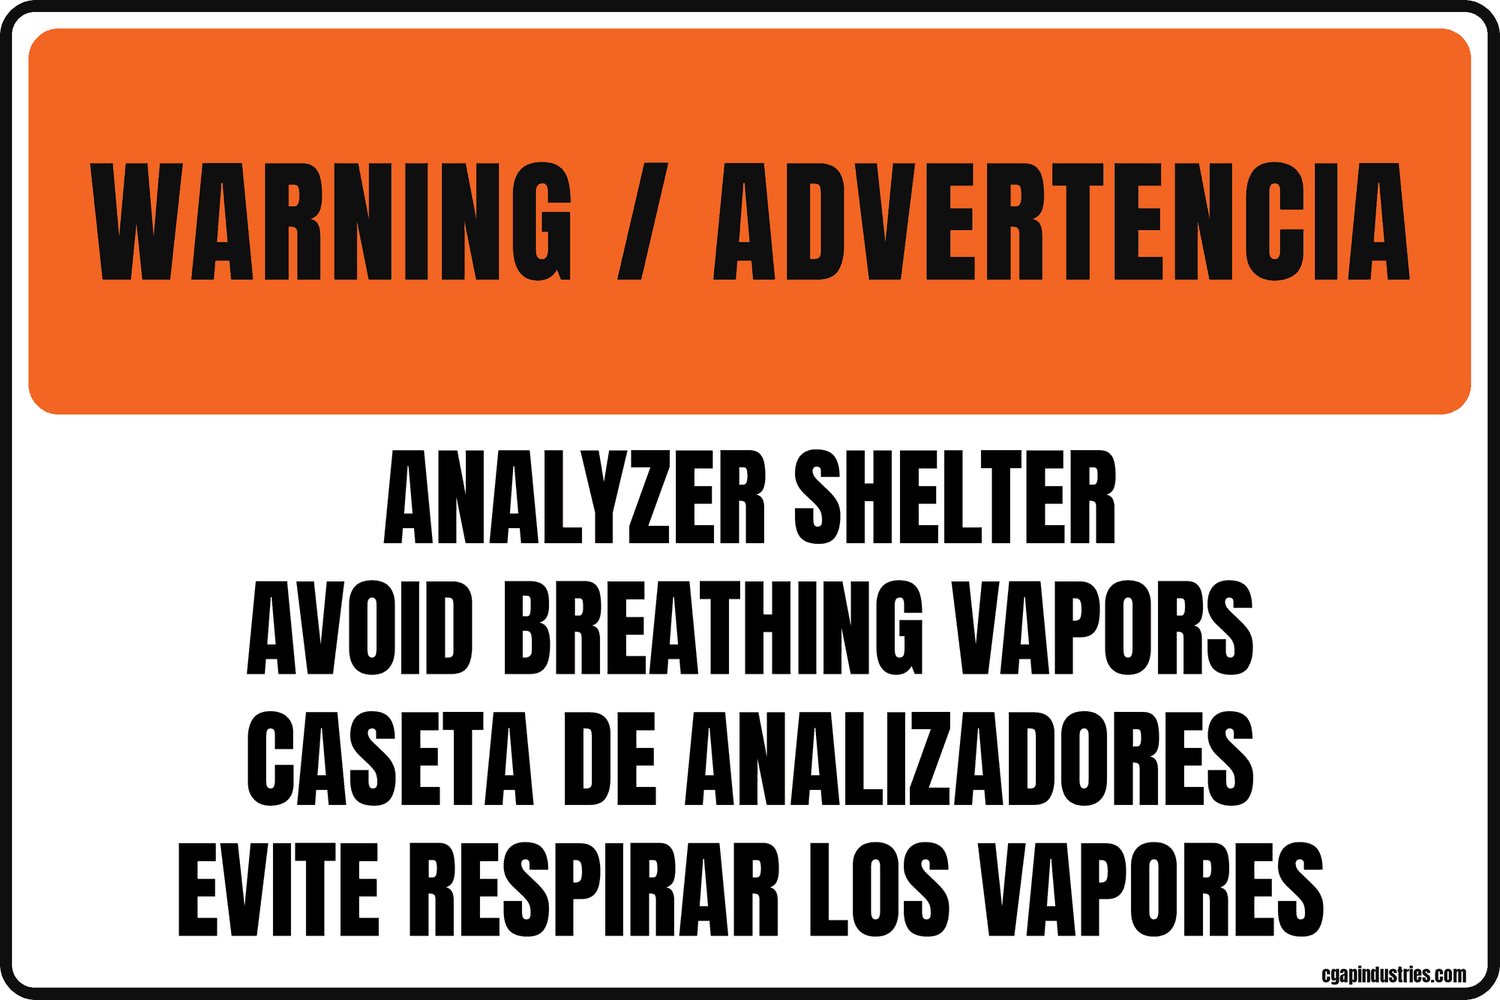 WARNING / ADVERTENCIA
ANALYZER SHELTER
AVOID BREATHING VAPORS
CASETA DE ANALIZADORES
EVITE RESPIRAR LOS VAPORES
cgapindustries.com